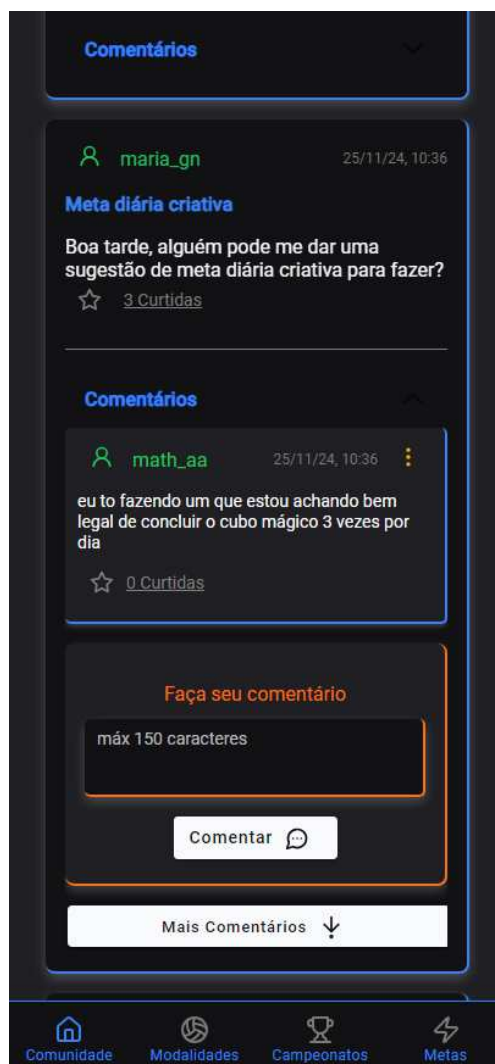 Comentários
maria_gn 25/11/24, 10:36
Meta diária criativa
Boa tarde, alguém pode me dar uma
sugestão de meta diária criativa para fazer?
3 Curtidas
Comentários
math_aa 25/11/24, 10:36
eu to fazendo um que estou achando bem
legal de concluir o cubo mágico 3 vezes por
dia
0 Curtidas
Faça seu comentário
máx 150 caracteres
Comentar
Mais Comentários
Comunidade Modalidades Campeonatos Metas